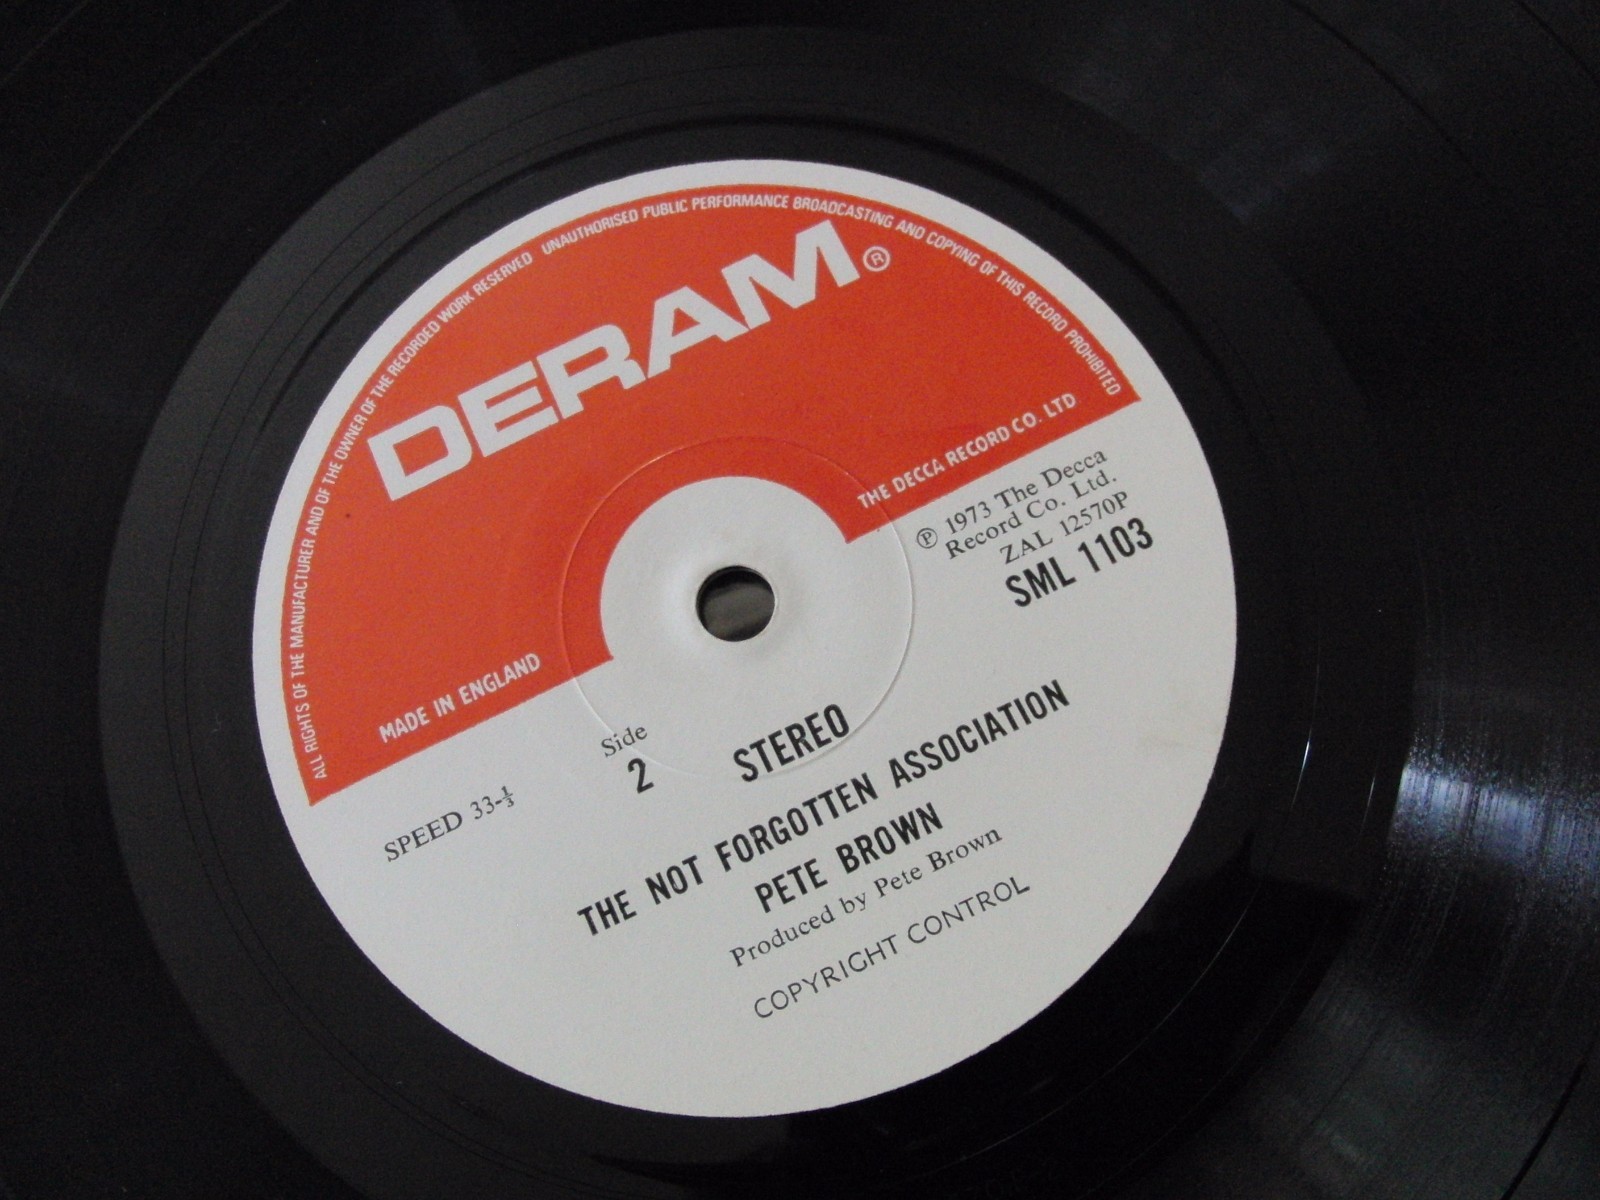 ALL RIGHTS OF THE MANUFACTURER AND OF THE OWNER OF THE RECORDED WORK RESERVED UNAUTHORISED PUBLIC PERFORMANCE BROADCASTING AND COPYING OF THIS RECORD PROHIBITED
DERAM®
THE DECCA RECORD CO. LTD
MADE IN ENGLAND
℗ 1973 The Decca
Record Co. Ltd.
ZAL 12570P
SML 1103
SPEED 33-⅓
Side
2
STEREO
THE NOT FORGOTTEN ASSOCIATION
PETE BROWN
Produced by Pete Brown
COPYRIGHT CONTROL